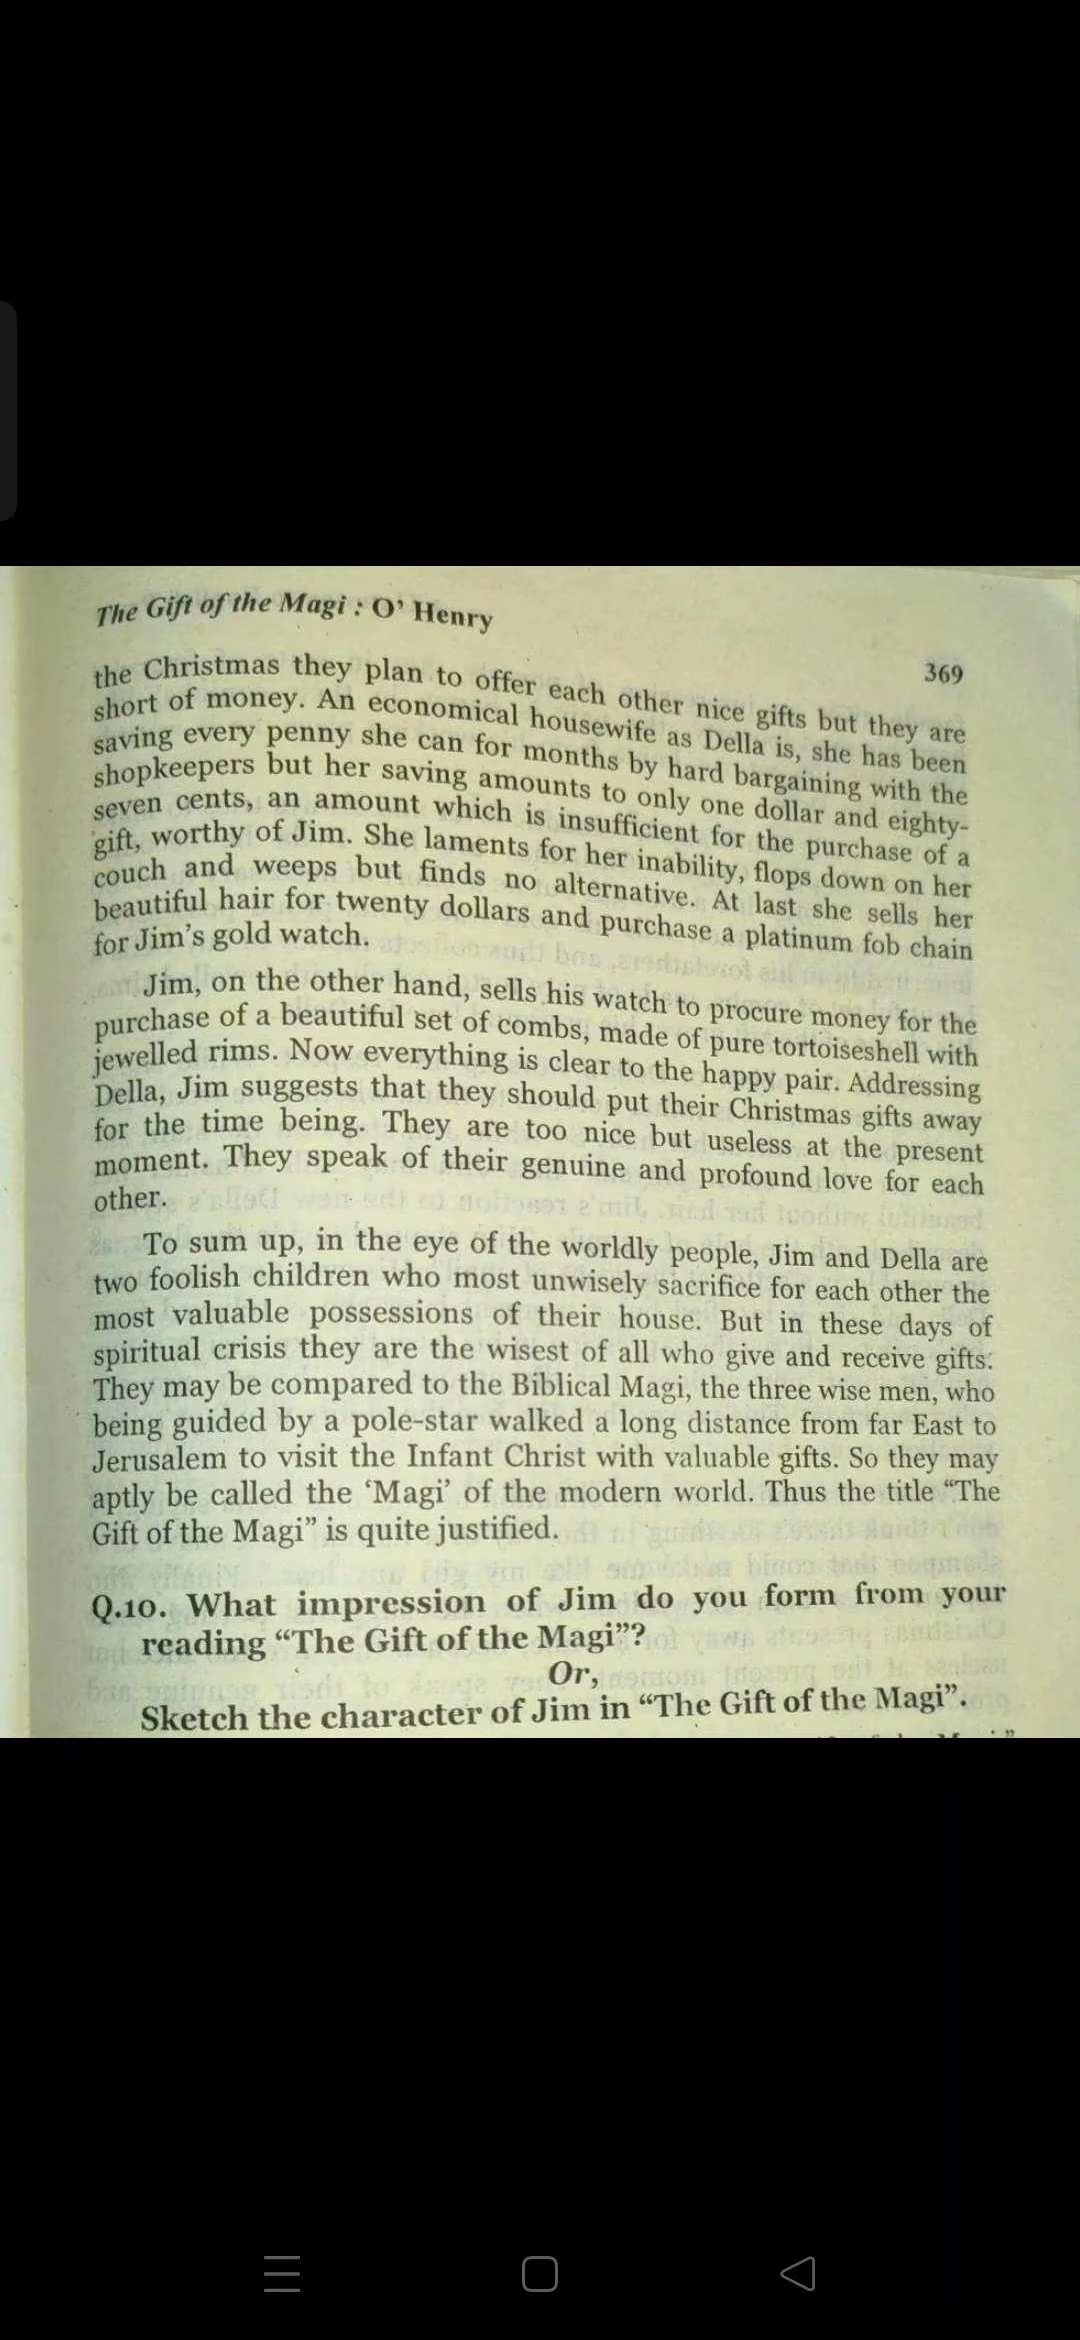 The Gift of the Magi : O’ Henry
369
the Christmas they plan to offer each other nice gifts but they are
short of money. An economical housewife as Della is, she has been
saving every penny she can for months by hard bargaining with the
shopkeepers but her saving amounts to only one dollar and eighty-
seven cents, an amount which is insufficient for the purchase of a
gift, worthy of Jim. She laments for her inability, flops down on her
couch and weeps but finds no alternative. At last she sells her
beautiful hair for twenty dollars and purchase a platinum fob chain
for Jim’s gold watch.
Jim, on the other hand, sells his watch to procure money for the
purchase of a beautiful set of combs, made of pure tortoiseshell with
jewelled rims. Now everything is clear to the happy pair. Addressing
Della, Jim suggests that they should put their Christmas gifts away
for the time being. They are too nice but useless at the present
moment. They speak of their genuine and profound love for each
other.
To sum up, in the eye of the worldly people, Jim and Della are
two foolish children who most unwisely sacrifice for each other the
most valuable possessions of their house. But in these days of
spiritual crisis they are the wisest of all who give and receive gifts.
They may be compared to the Biblical Magi, the three wise men, who
being guided by a pole-star walked a long distance from far East to
Jerusalem to visit the Infant Christ with valuable gifts. So they may
aptly be called the ‘Magi’ of the modern world. Thus the title “The
Gift of the Magi” is quite justified.
Q.10. What impression of Jim do you form from your
reading “The Gift of the Magi”?
Or,
Sketch the character of Jim in “The Gift of the Magi”.